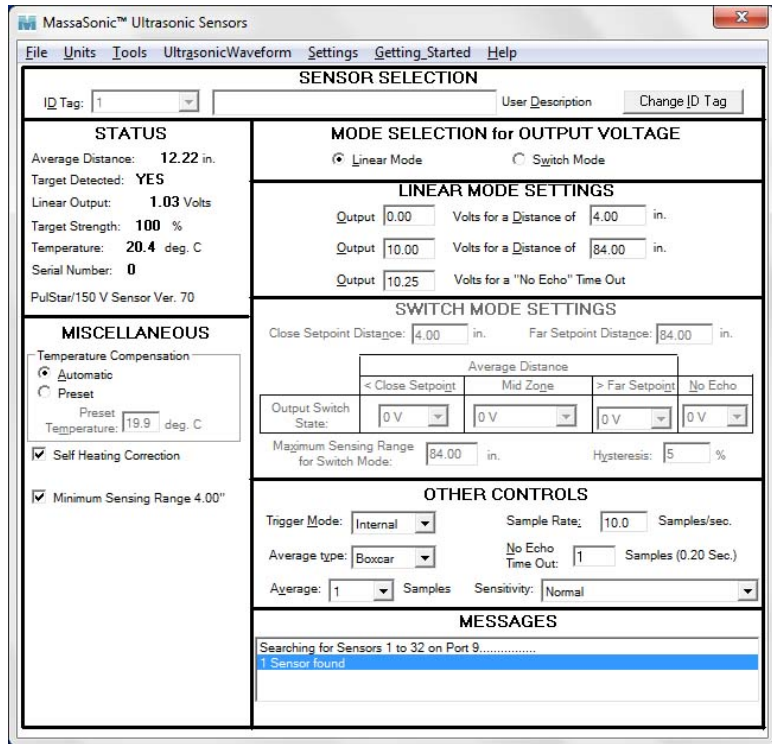 MassaSonic™ Ultrasonic Sensors
File Units Tools UltrasonicWaveform Settings Getting_Started Help
SENSOR SELECTION
ID Tag: 1 User Description Change ID Tag
STATUS
Average Distance: 12.22 in.
Target Detected: YES
Linear Output: 1.03 Volts
Target Strength: 100 %
Temperature: 20.4 deg. C
Serial Number: 0
PulStar/150 V Sensor Ver. 70
MISCELLANEOUS
Temperature Compensation
Automatic
Preset
Preset
Temperature: 19.9 deg. C
Self Heating Correction
Minimum Sensing Range 4.00"
MODE SELECTION for OUTPUT VOLTAGE
Linear Mode Switch Mode
LINEAR MODE SETTINGS
Output 0.00 Volts for a Distance of 4.00 in.
Output 10.00 Volts for a Distance of 84.00 in.
Output 10.25 Volts for a "No Echo" Time Out
SWITCH MODE SETTINGS
Close Setpoint Distance: 4.00 in. Far Setpoint Distance: 84.00 in.
Average Distance
< Close Setpoint Mid Zone > Far Setpoint No Echo
Output Switch
State: 0 V 0 V 0 V 0 V
Maximum Sensing Range
for Switch Mode: 84.00 in. Hysteresis: 5 %
OTHER CONTROLS
Trigger Mode: Internal Sample Rate: 10.0 Samples/sec.
Average type: Boxcar No Echo
Time Out: 1 Samples (0.20 Sec.)
Average: 1 Samples Sensitivity: Normal
MESSAGES
Searching for Sensors 1 to 32 on Port 9................
1 Sensor found